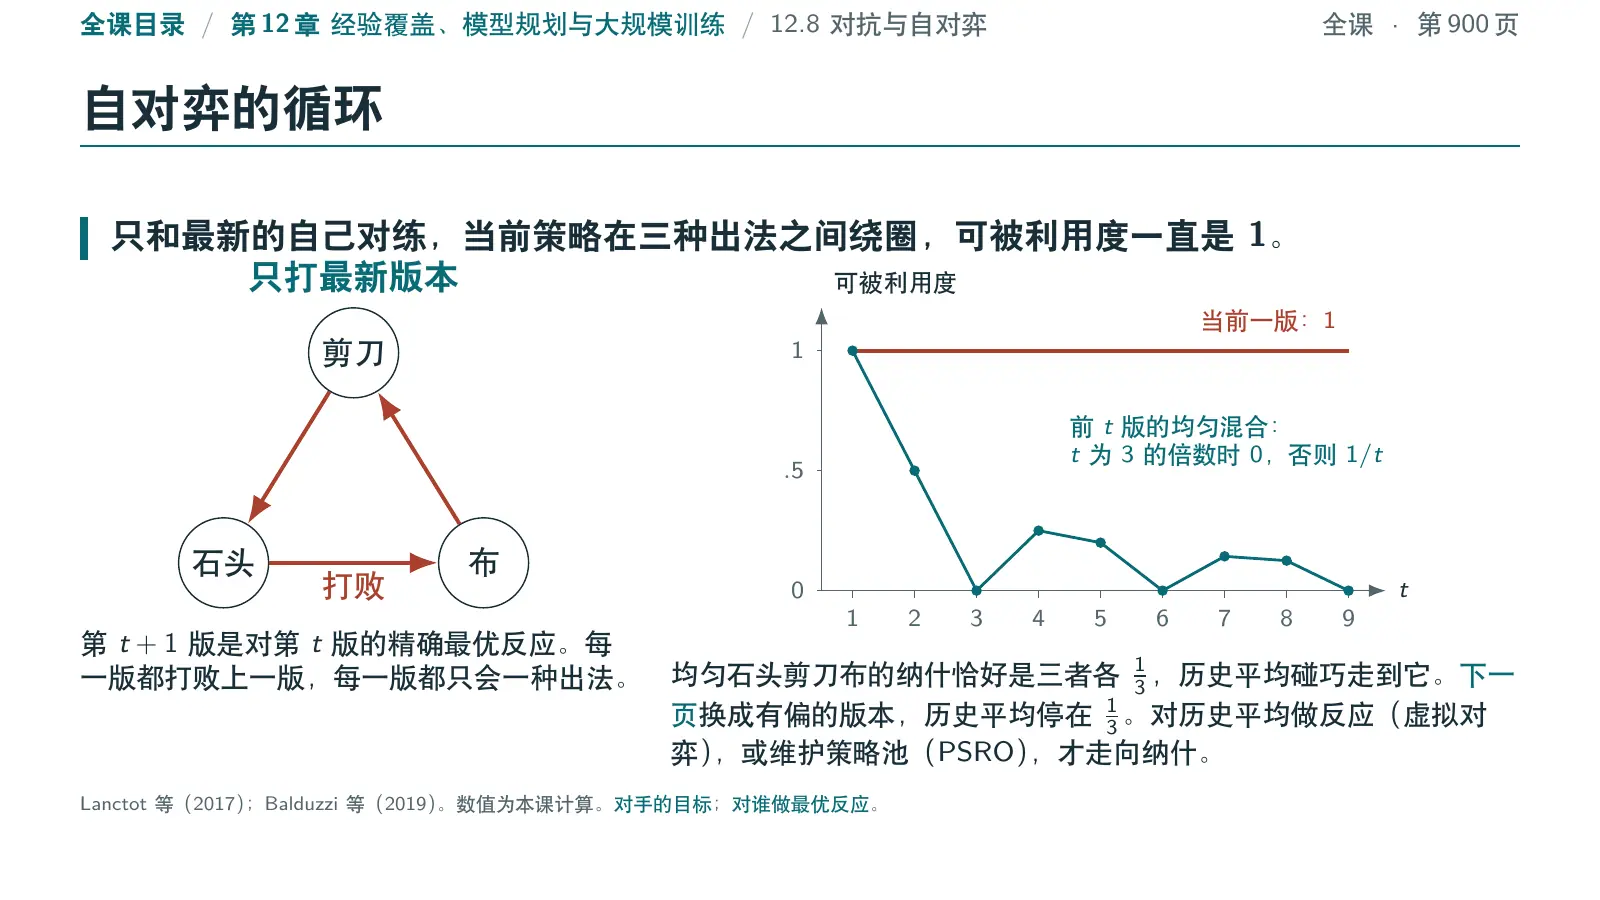 全课目录 / 第 12 章 经验覆盖、模型规划与大规模训练 / 12.8 对抗与自对弈
全课 · 第 900 页
自对弈的循环
只和最新的自己对练，当前策略在三种出法之间绕圈，可被利用度一直是 1。
只打最新版本
剪刀
石头
布
打败
第 t + 1 版是对第 t 版的精确最优反应。每
一版都打败上一版，每一版都只会一种出法。
可被利用度
当前一版：1
前 t 版的均匀混合：
t 为 3 的倍数时 0，否则 1/t
1
.5
0
1 2 3 4 5 6 7 8 9
t
均匀石头剪刀布的纳什恰好是三者各 1/3，历史平均碰巧走到它。下一
页换成有偏的版本，历史平均停在 1/3。对历史平均做反应（虚拟对
弈），或维护策略池（PSRO），才走向纳什。
Lanctot 等（2017）；Balduzzi 等（2019）。数值为本课计算。对手的目标；对谁做最优反应。